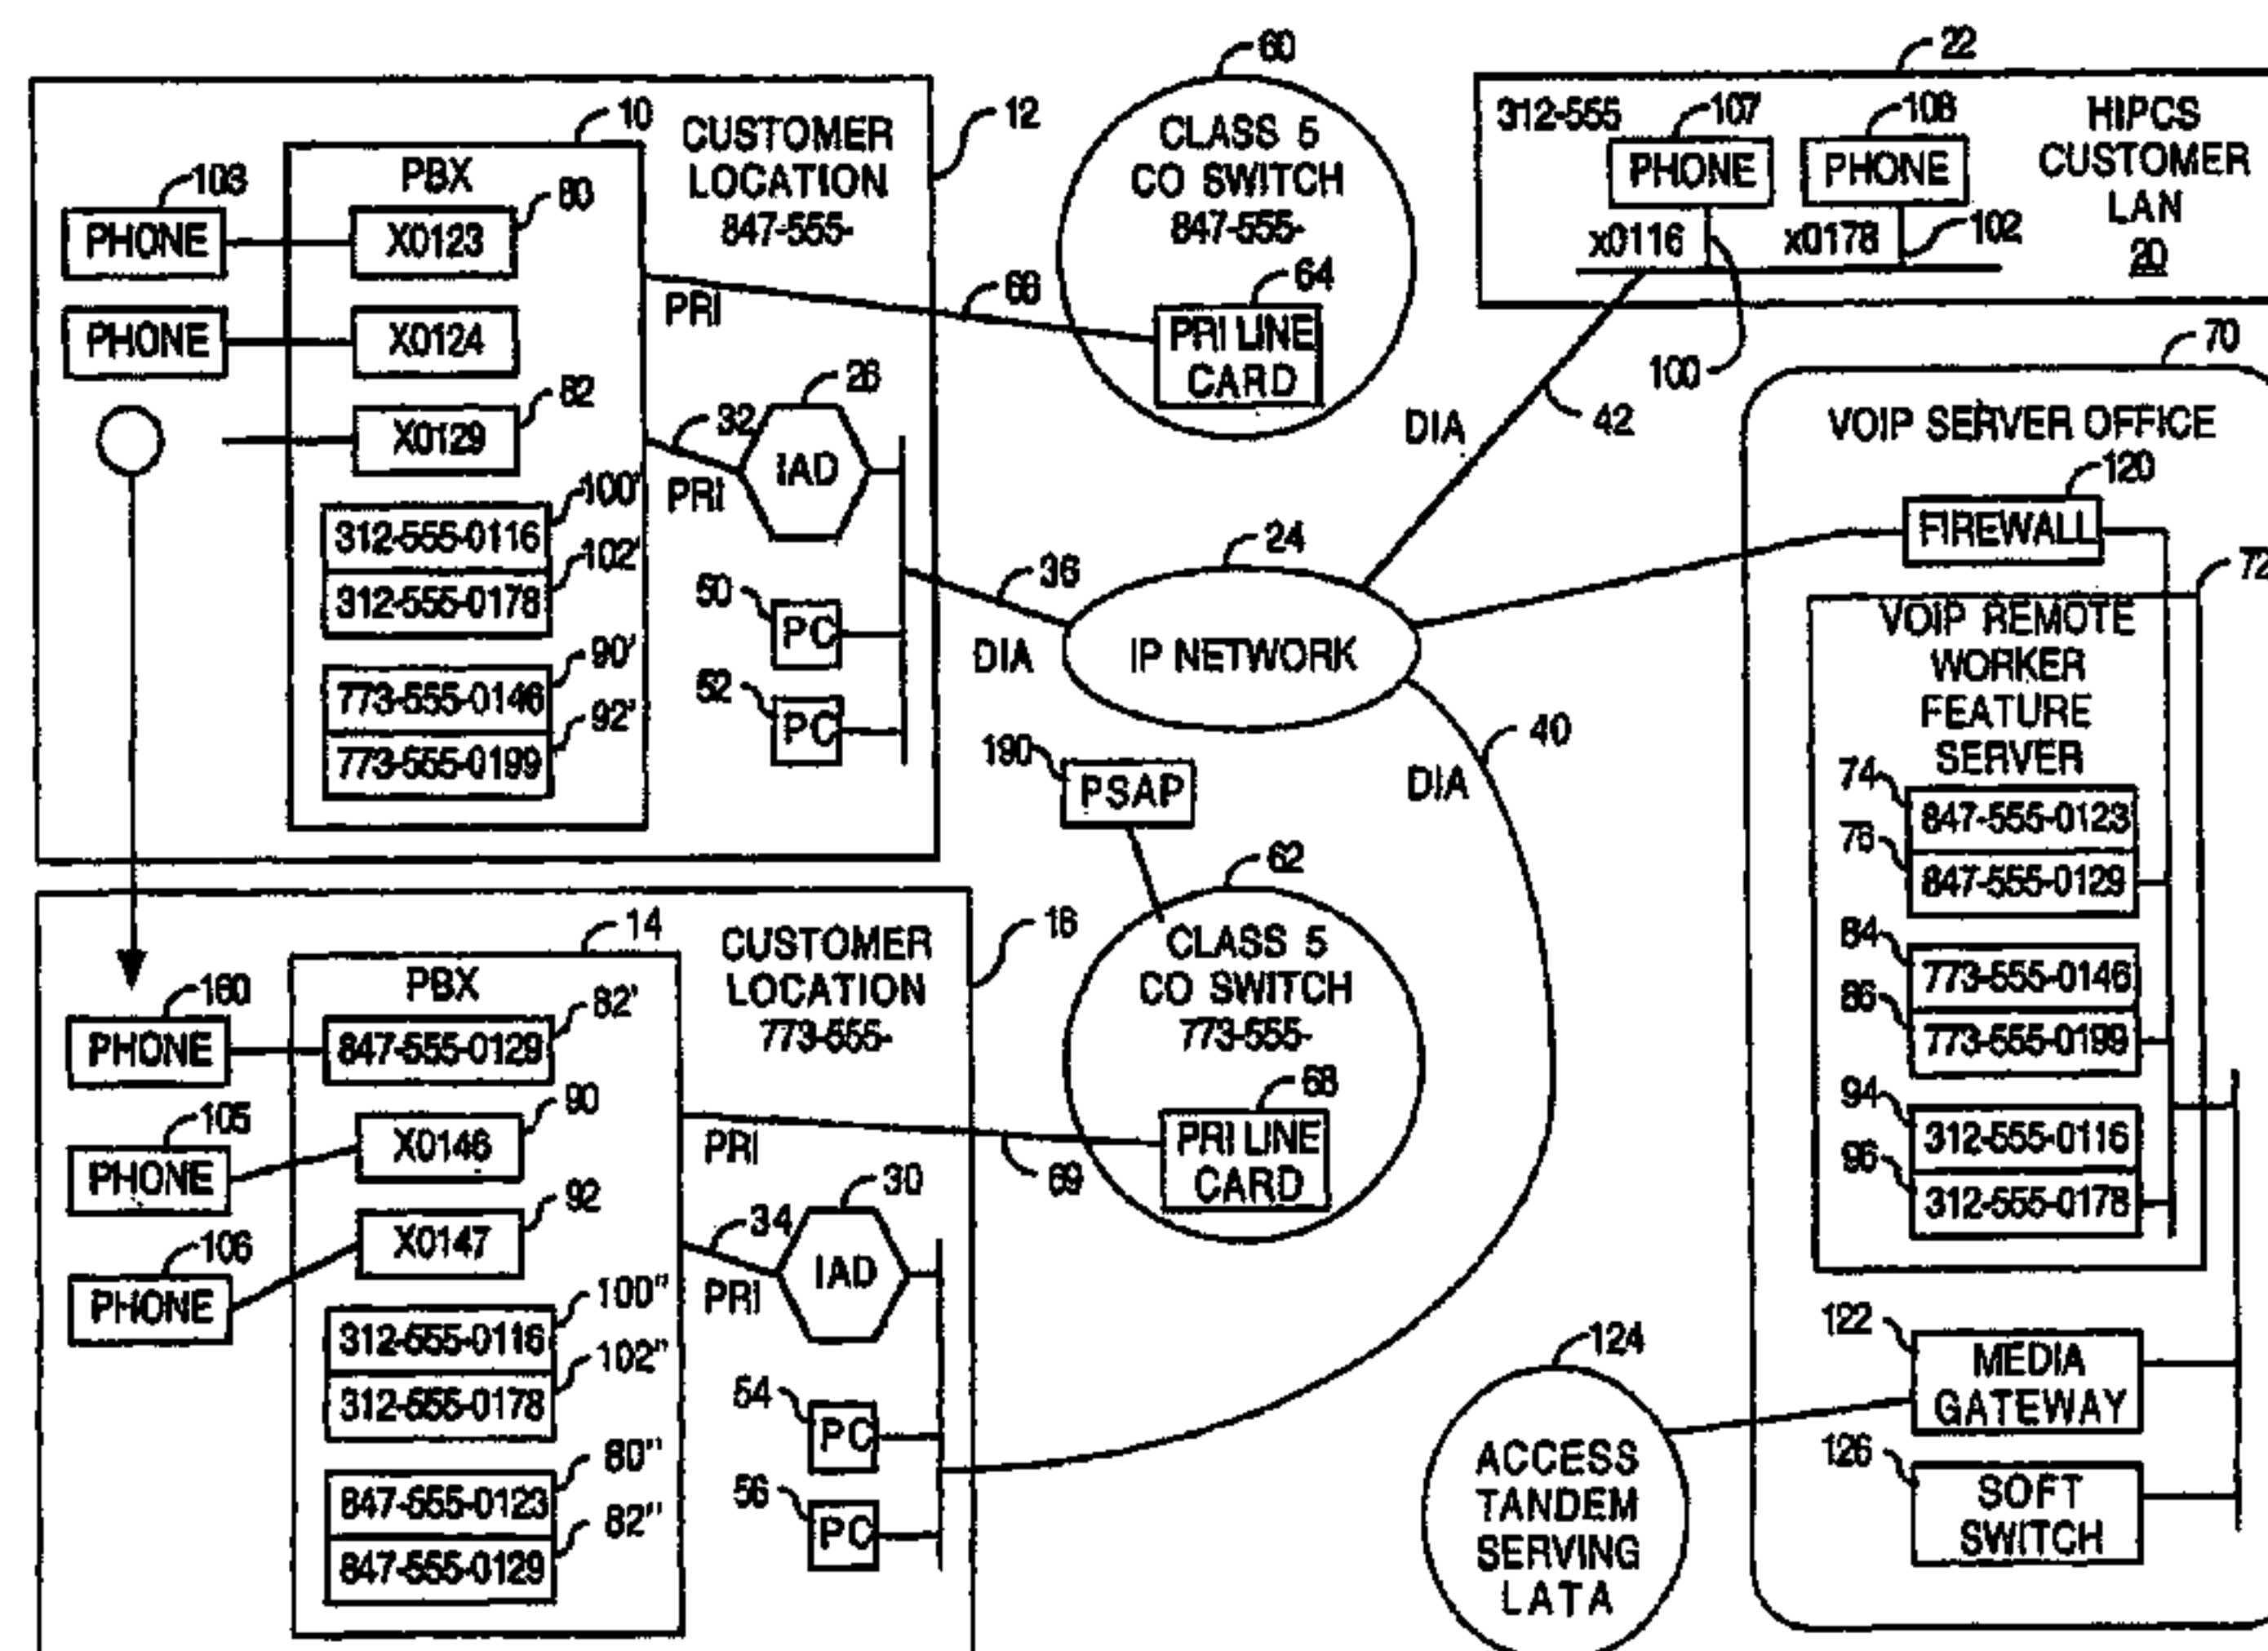 12
10
CUSTOMER
LOCATION
847-555-
PBX
103
PHONE
X0123
80
PHONE
X0124
X0129
82
312-555-0116
100'
312-555-0178
102'
773-555-0146
90'
773-555-0199
92'
PRI
66
32
PRI
26
IAD
50
PC
52
PC
36
DIA
60
CLASS 5
CO SWITCH
847-555-
64
PRI LINE
CARD
22
312-555
107
PHONE
108
PHONE
x0116
x0178
102
100
HIPCS
CUSTOMER
LAN
20
DIA
42
24
IP NETWORK
40
DIA
190
PSAP
62
CLASS 5
CO SWITCH
773-555-
68
PRI LINE
CARD
69
16
14
CUSTOMER
LOCATION
773-555-
PBX
160
PHONE
847-555-0129
82'
105
PHONE
X0146
90
106
PHONE
X0147
92
312-555-0116
100"
312-555-0178
102"
847-555-0123
80"
847-555-0129
82"
PRI
34
PRI
30
IAD
54
PC
56
PC
70
VOIP SERVER OFFICE
120
FIREWALL
72
VOIP REMOTE
WORKER
FEATURE
SERVER
74
847-555-0123
76
847-555-0129
84
773-555-0146
86
773-555-0199
94
312-555-0116
96
312-555-0178
122
MEDIA
GATEWAY
126
SOFT
SWITCH
124
ACCESS
TANDEM
SERVING
LATA